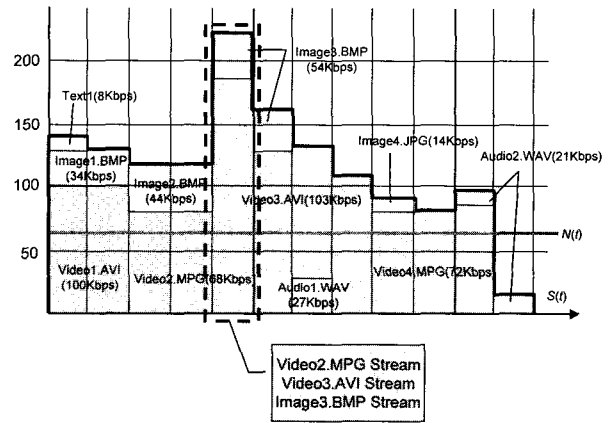 200
150
100
50
Text1(8Kbps)
Image1.BMP
(34Kbps)
Image2.BMP
(44Kbps)
Image3.BMP
(54Kbps)
Image4.JPG(14Kbps)
Audio2.WAV(21Kbps)
Video3.AVI(103Kbps)
N(t)
Video1.AVI
(100Kbps)
Video2.MPG(68Kbps)
Audio1.WAV
(27Kbps)
Video4.MPG(72Kbps)
S(t)
Video2.MPG Stream
Video3.AVI Stream
Image3.BMP Stream